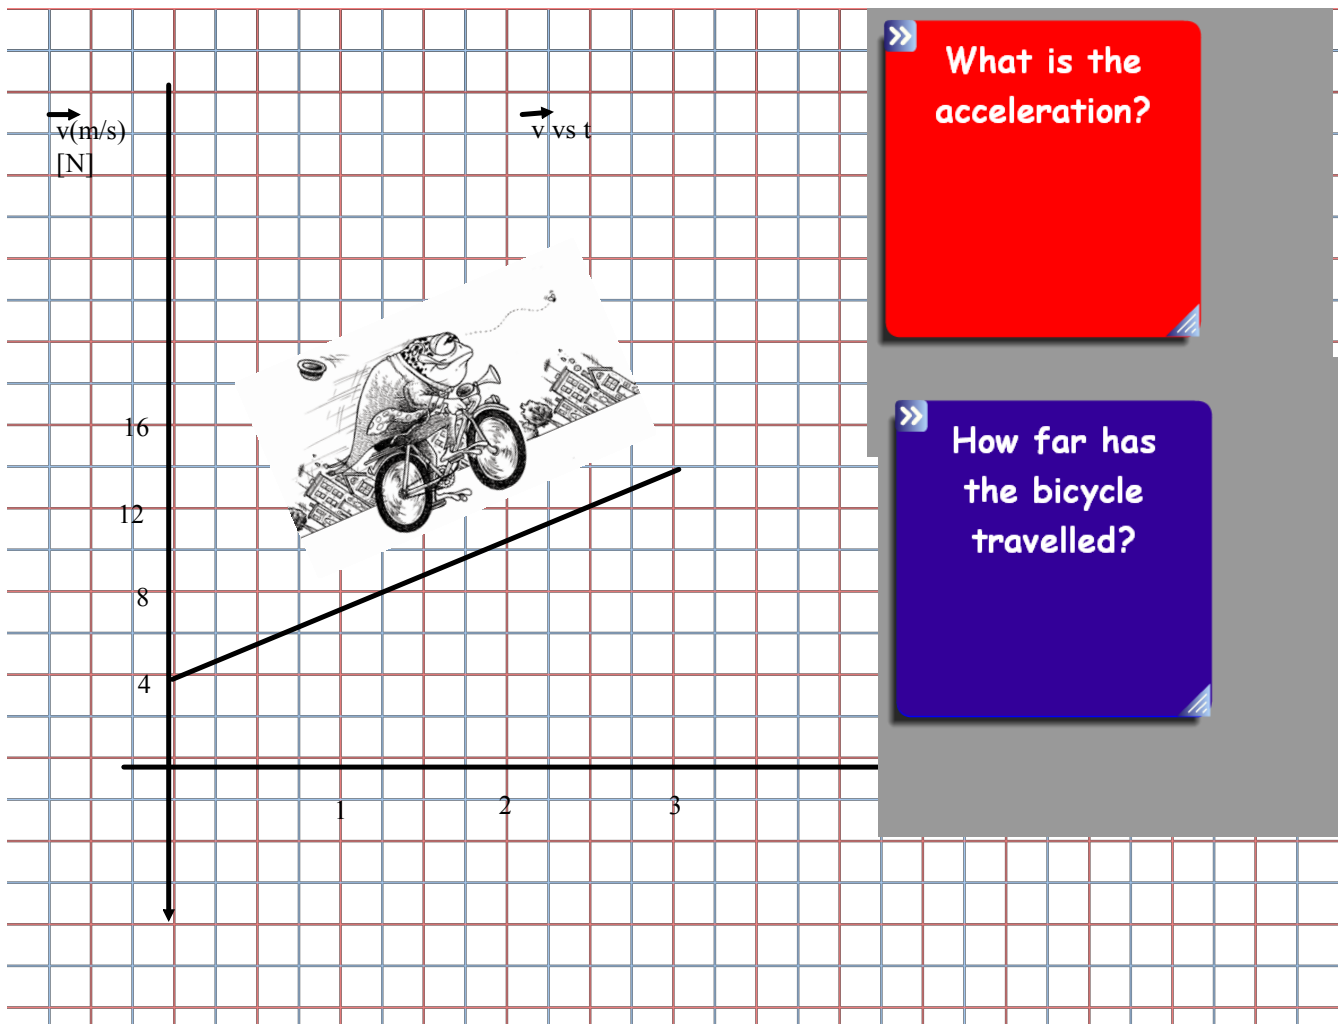 v(m/s)
[N]
v vs t
16
12
8
4
1
2
3
What is the
acceleration?
How far has
the bicycle
travelled?